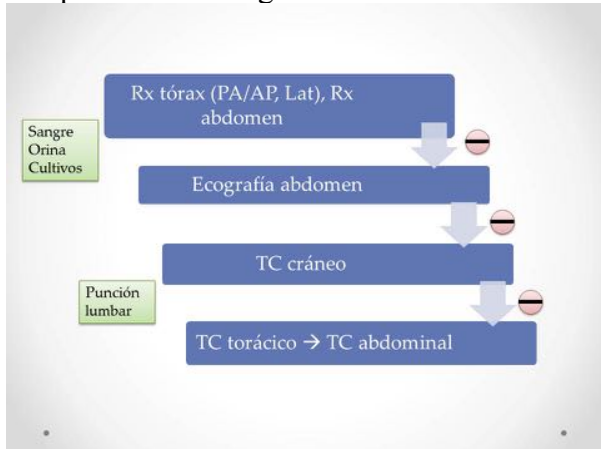 Rx tórax (PA/AP, Lat), Rx
abdomen
Sangre
Orina
Cultivos
Ecografía abdomen
TC cráneo
Punción
lumbar
TC torácico → TC abdominal